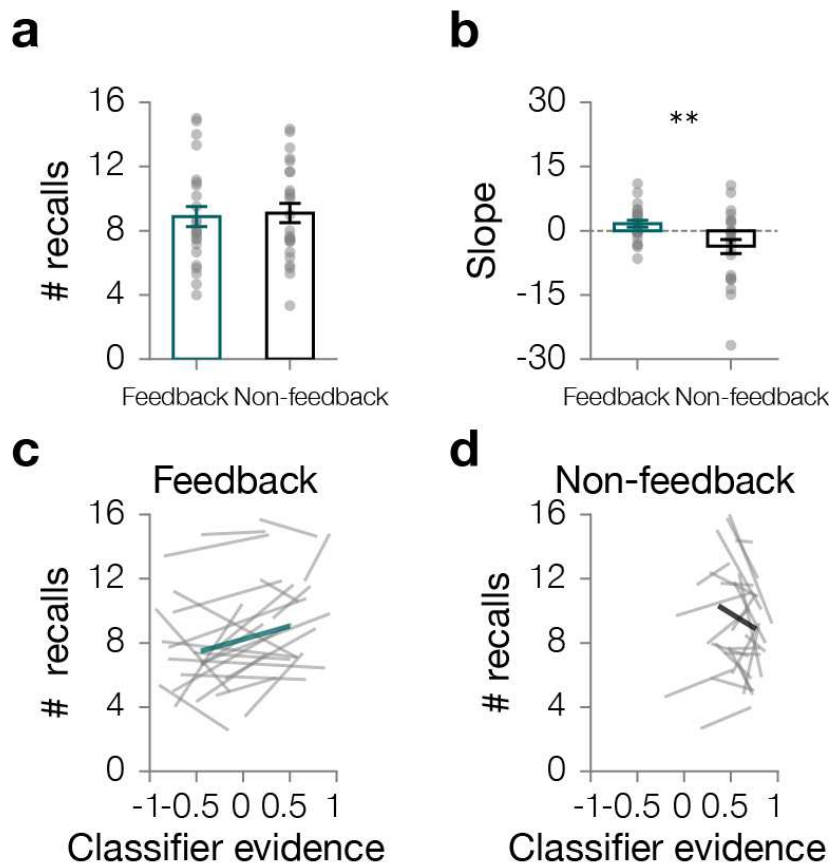 a
16
12
8
4
0
# recalls
Feedback Non-feedback
b
30
15
0
-15
-30
Slope
**
Feedback Non-feedback
c
Feedback
16
12
8
4
0
# recalls
-1 -0.5 0 0.5 1
Classifier evidence
d
Non-feedback
16
12
8
4
0
# recalls
-1 -0.5 0 0.5 1
Classifier evidence